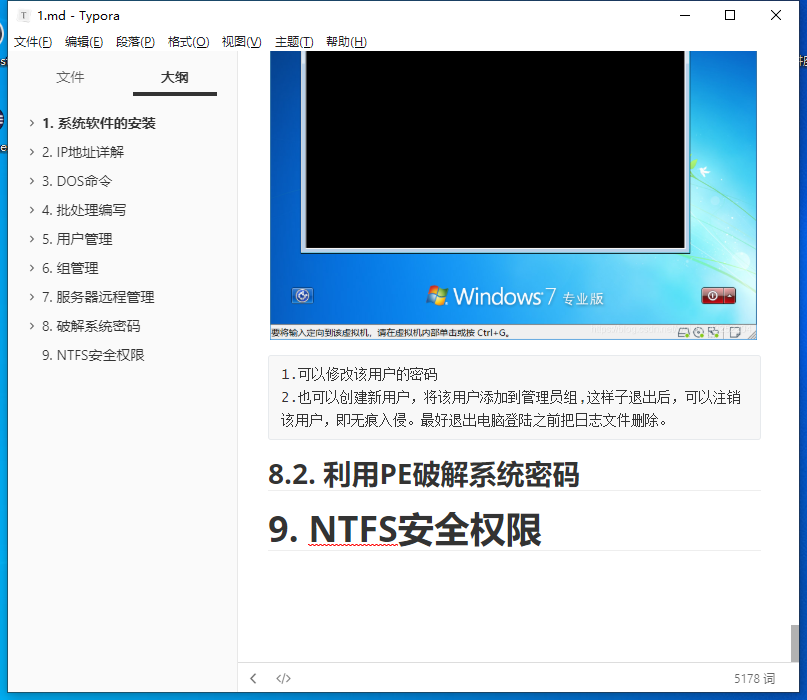 1.md - Typora
文件(F) 编辑(E) 段落(P) 格式(O) 视图(V) 主题(T) 帮助(H)
文件 大纲
1. 系统软件的安装
2. IP地址详解
3. DOS命令
4. 批处理编写
5. 用户管理
6. 组管理
7. 服务器远程管理
8. 破解系统密码
9. NTFS安全权限
Windows 7 专业版
要将输入定向到该虚拟机，请在虚拟机内部单击或按 Ctrl+G。
1.可以修改该用户的密码
2.也可以创建新用户，将该用户添加到管理员组,这样子退出后，可以注销
该用户，即无痕入侵。最好退出电脑登陆之前把日志文件删除。
8.2. 利用PE破解系统密码
9. NTFS安全权限
5178 词